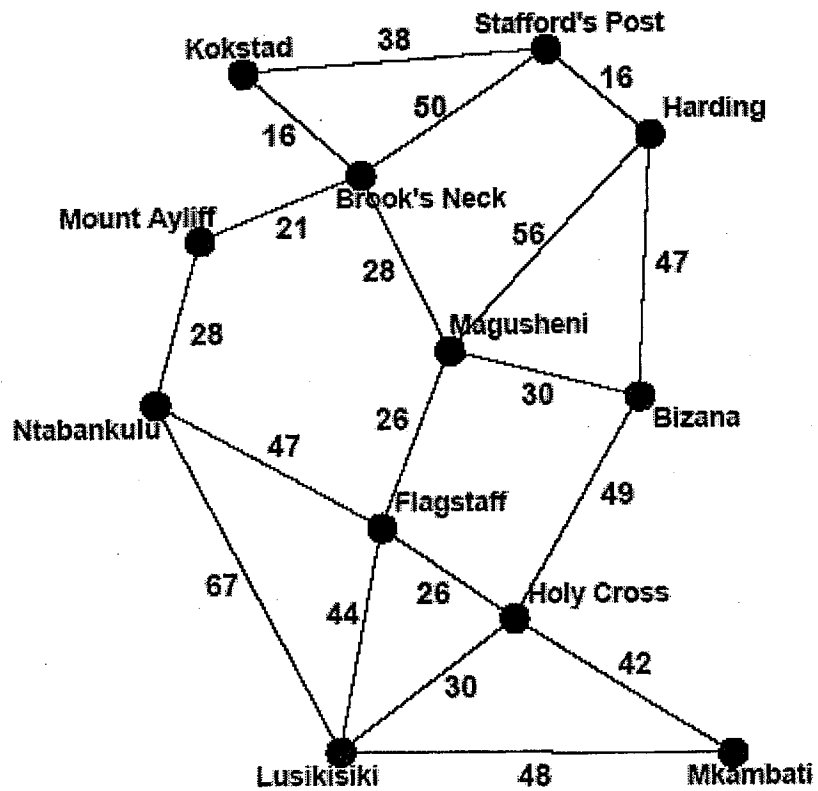 Stafford's Post
Kokstad
38
16
Harding
50
16
Brook's Neck
Mount Ayliff
21
56
47
28
Magusheni
28
30
Bizana
26
Ntabankulu
47
49
Flagstaff
67
26
Holy Cross
44
42
30
Lusikisiki
48
Mkambati